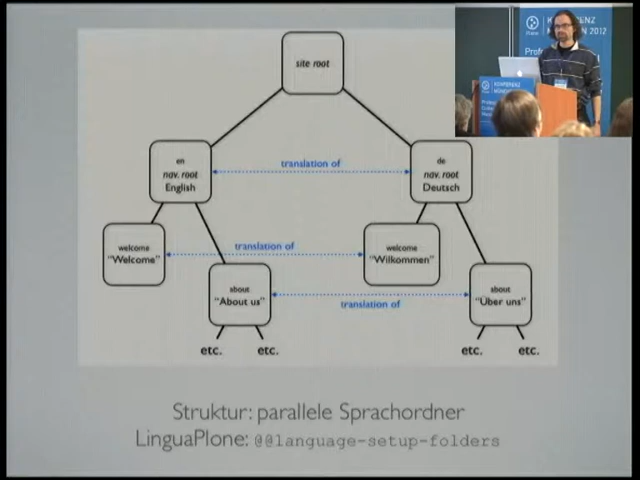 site root
en
nav. root
English
translation of
de
nav. root
Deutsch
welcome
"Welcome"
translation of
welcome
"Wilkommen"
about
"About us"
translation of
about
"Über uns"
etc.
etc.
etc.
etc.
Struktur: parallele Sprachordner
LinguaPlone: @@language-setup-folders
2012